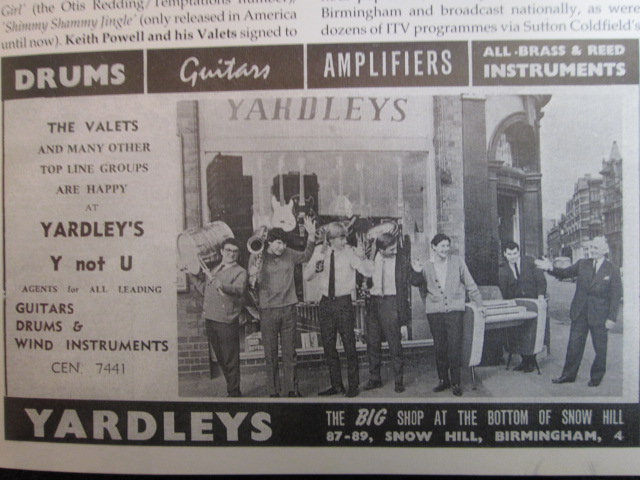 Girl' (the Otis Redding/Temptations number),
'Shimmy Shammy Jingle' (only released in America
until now). Keith Powell and his Valets signed to
Birmingham and broadcast nationally, as were
dozens of ITV programmes via Sutton Coldfield's
DRUMS
Guitars
AMPLIFIERS
ALL-BRASS & REED
INSTRUMENTS
THE VALETS
AND MANY OTHER
TOP LINE GROUPS
ARE HAPPY
AT
YARDLEY'S
Y not U
AGENTS for ALL LEADING
GUITARS
DRUMS &
WIND INSTRUMENTS
CEN. 7441
YARDLEYS
YARDLEYS
THE BIG SHOP AT THE BOTTOM OF SNOW HILL
87-89, SNOW HILL, BIRMINGHAM, 4